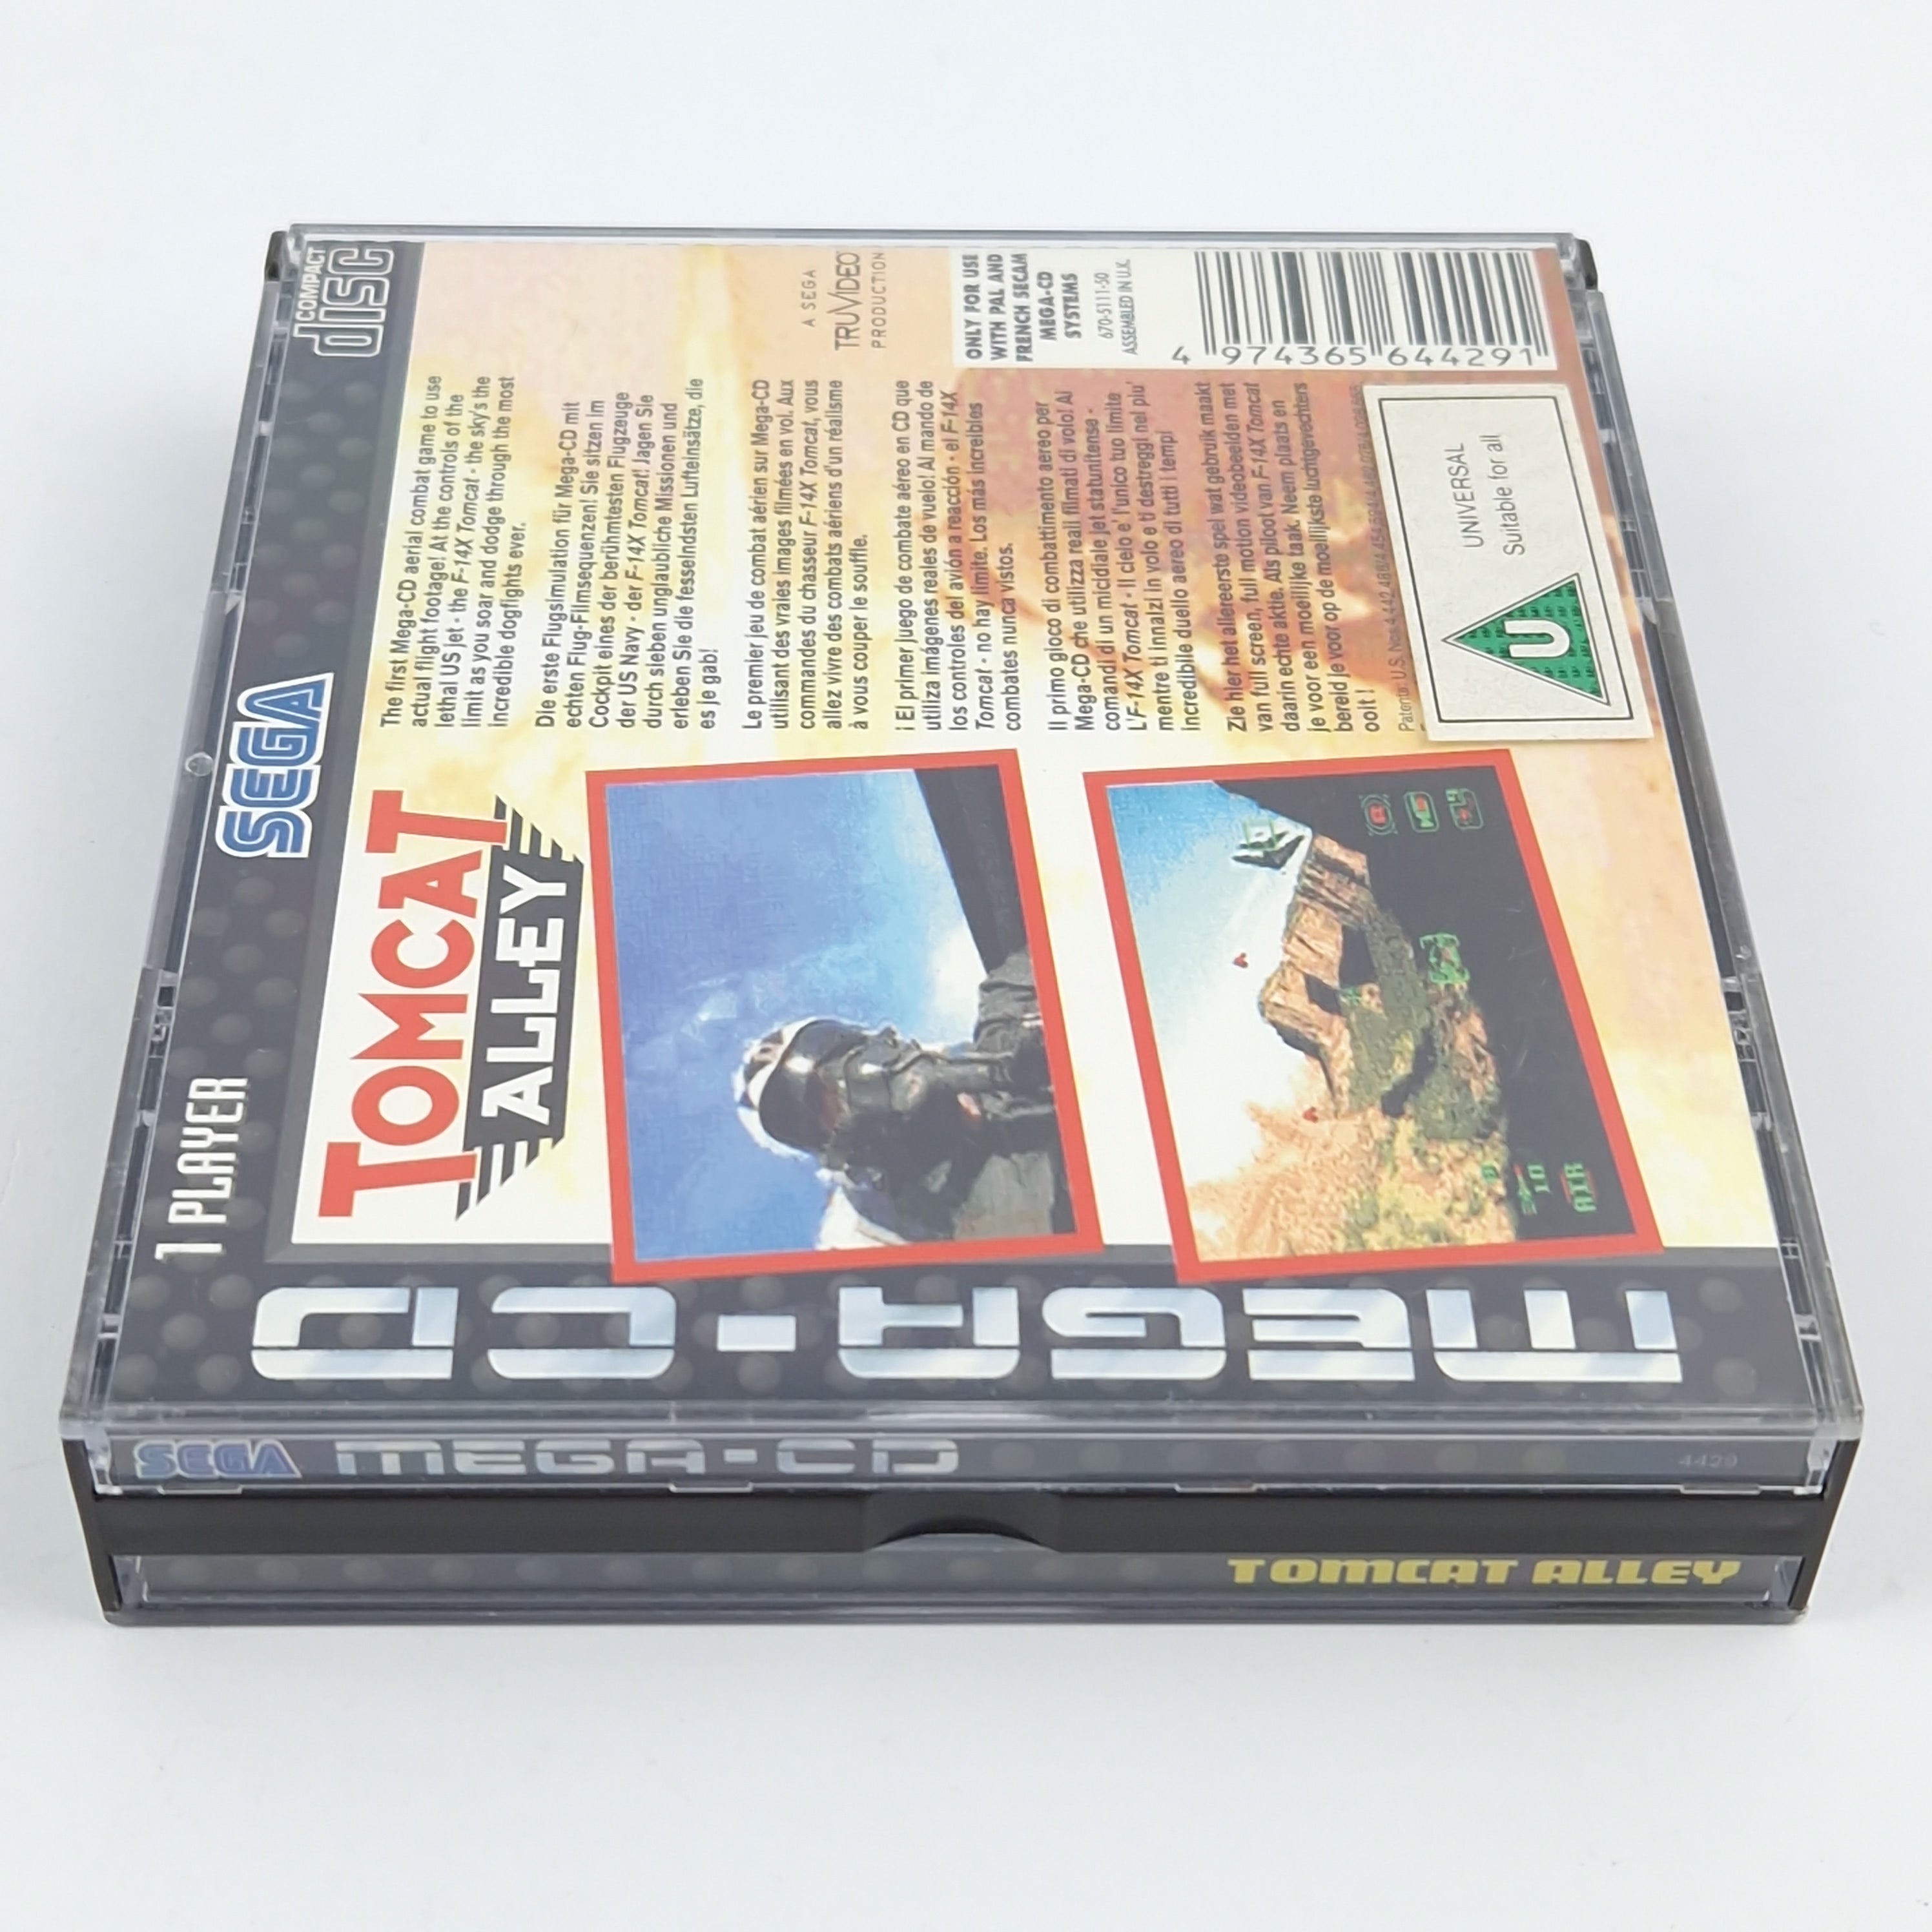 1 PLAYER
SEGA
COMPACT
disc
TOMCAT
ALLEY
The first Mega-CD aerial combat game to use
actual flight footage! At the controls of the
lethal US jet - the F-14X Tomcat - the sky's the
limit as you soar and dodge through the most
incredible dogfights ever.
Die erste Flugsimulation für Mega-CD mit
echten Flug-Filmsequenzen! Sie sitzen im
Cockpit eines der berühmtesten Flugzeuge
der US Navy - der F-14X Tomcat! Jagen Sie
durch sieben unglaubliche Missionen und
erleben Sie die fesselndsten Lufteinsätze, die
es je gab!
Le premier jeu de combat aérien sur Mega-CD
utilisant des vraies images filmées en vol. Aux
commandes du chasseur F-14X Tomcat, vous
allez vivre des combats aériens d'un réalisme
à vous couper le souffle.
¡ El primer juego de combate aéreo en CD que
utiliza imágenes reales de vuelo! Al mando de
los controles del avión a reacción - el F-14X
Tomcat - no hay limite. Los más increíbles
combates nunca vistos.
Il primo gioco di combattimento aereo per
Mega-CD che utilizza reali filmati di volo! Ai
comandi di un micidiale jet statunitense -
L'F-14X Tomcat - Il cielo e' l'unico tuo limite
mentre ti innalzi in volo e ti destreggi nel piu'
incredibile duello aereo di tutti i tempi
Zie hier het allereerste spel wat gebruik maakt
van full screen, full motion videobeelden met
daarin echte aktie. Als piloot van F-14X Tomcat
je voor een moeilijke taak. Neem plaats en
bereid je voor op de moeilijkste luchtgevechten
ooit !
A SEGA
TRUVIDEO
PRODUCTION
ONLY FOR USE
WITH PAL AND
FRENCH SECAM
MEGA-CD
SYSTEMS
670-5111-50
ASSEMBLED IN U.K.
4 974365 644291
U
UNIVERSAL
Suitable for all
AIR
10
MEGA-CD
SEGA MEGA-CD
4429
TOMCAT ALLEY